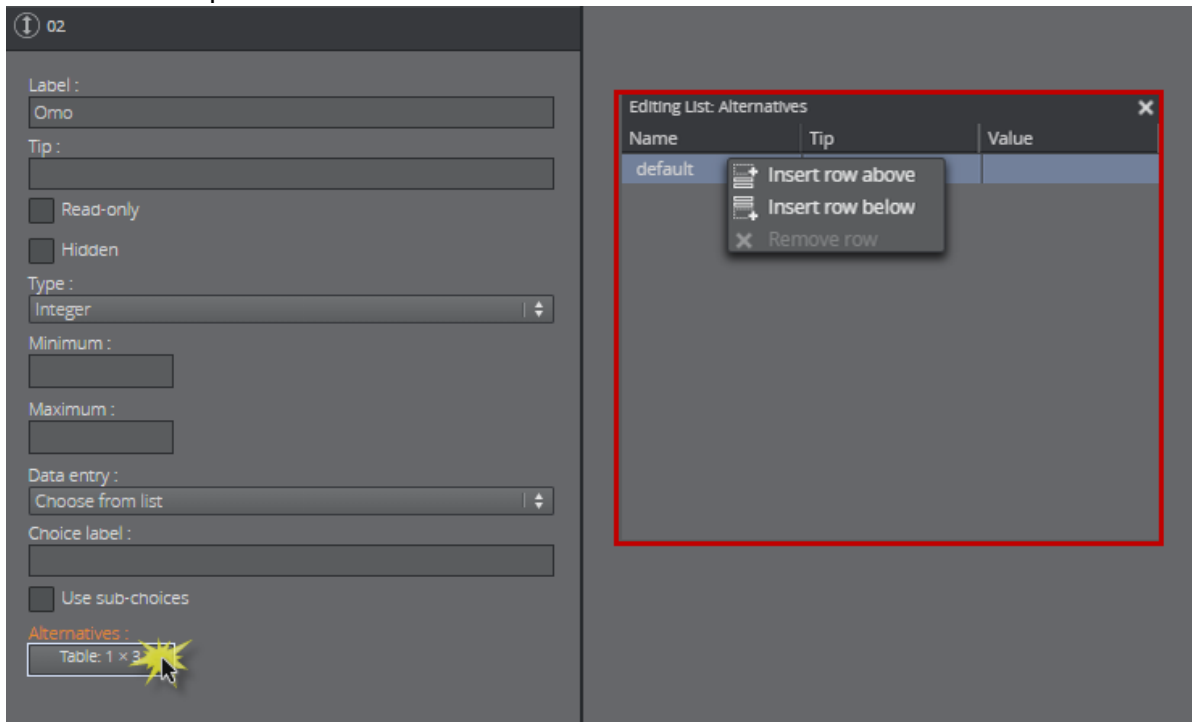 02
Label :
Omo
Tip :
Read-only
Hidden
Type :
Integer
Minimum :
Maximum :
Data entry :
Choose from list
Choice label :
Use sub-choices
Alternatives :
Table: 1 × 3
Editing List: Alternatives
Name Tip Value
default
Insert row above
Insert row below
Remove row